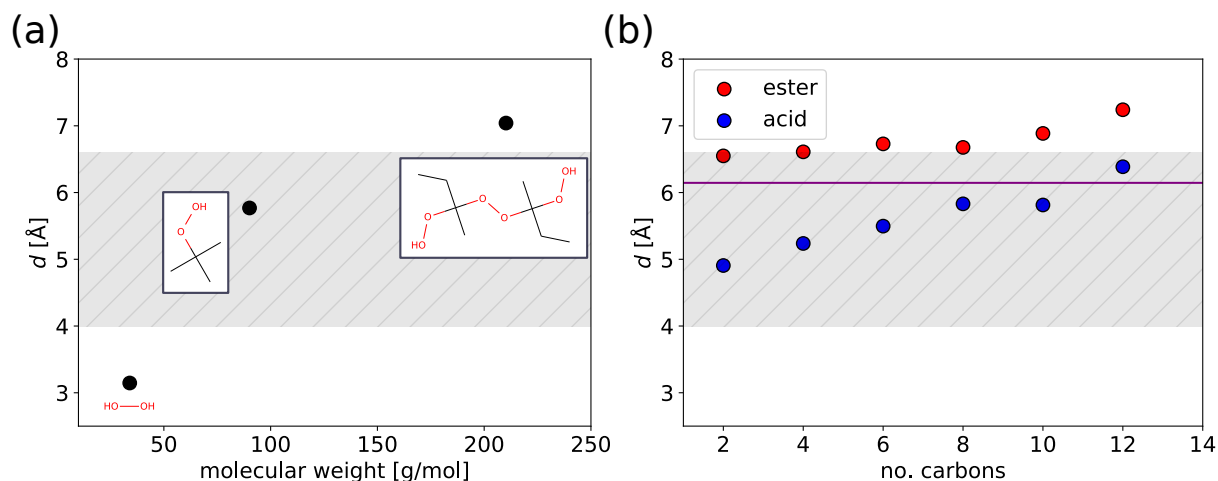 (a)
8
7
6
5
4
3
d [Å]
50
100
150
200
250
molecular weight [g/mol]
HO
OH
OH
O
O
HO
O
O
O
OH
(b)
8
7
6
5
4
3
d [Å]
ester
acid
2
4
6
8
10
12
14
no. carbons